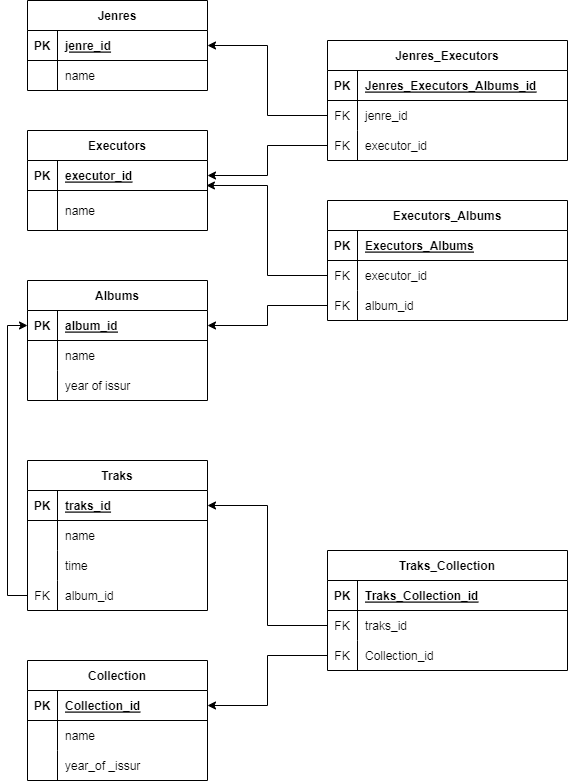 Jenres
PK jenre_id
name
Jenres_Executors
PK Jenres_Executors_Albums_id
FK jenre_id
FK executor_id
Executors
PK executor_id
name
Executors_Albums
PK Executors_Albums
FK executor_id
FK album_id
Albums
PK album_id
name
year of issur
Traks
PK traks_id
name
time
FK album_id
Traks_Collection
PK Traks_Collection_id
FK traks_id
FK Collection_id
Collection
PK Collection_id
name
year_of _issur